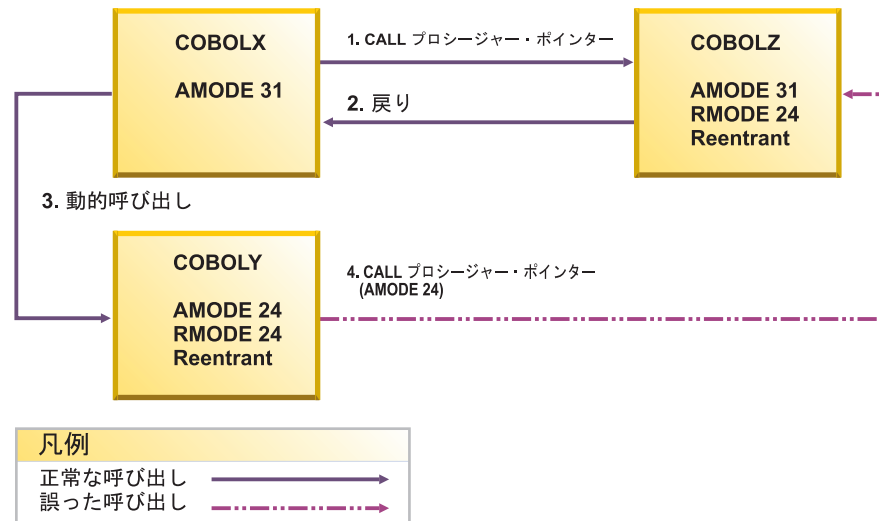 COBOLX
AMODE 31
1. CALL プロシージャー・ポインター
2. 戻り
COBOLZ
AMODE 31
RMODE 24
Reentrant
3. 動的呼び出し
COBOLY
AMODE 24
RMODE 24
Reentrant
4. CALL プロシージャー・ポインター
(AMODE 24)
凡例
正常な呼び出し
誤った呼び出し